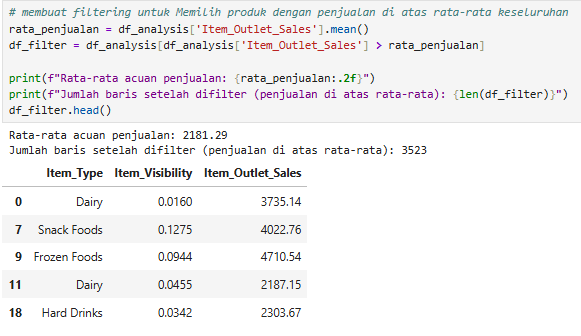 # membuat filtering untuk Memilih produk dengan penjualan di atas rata-rata keseluruhan
rata_penjualan = df_analysis['Item_Outlet_Sales'].mean()
df_filter = df_analysis[df_analysis['Item_Outlet_Sales'] > rata_penjualan]
print(f"Rata-rata acuan penjualan: {rata_penjualan:.2f}")
print(f"Jumlah baris setelah difilter (penjualan di atas rata-rata): {len(df_filter)}")
df_filter.head()
Rata-rata acuan penjualan: 2181.29
Jumlah baris setelah difilter (penjualan di atas rata-rata): 3523
Item_Type Item_Visibility Item_Outlet_Sales
0 Dairy 0.0160 3735.14
7 Snack Foods 0.1275 4022.76
9 Frozen Foods 0.0944 4710.54
11 Dairy 0.0455 2187.15
18 Hard Drinks 0.0342 2303.67